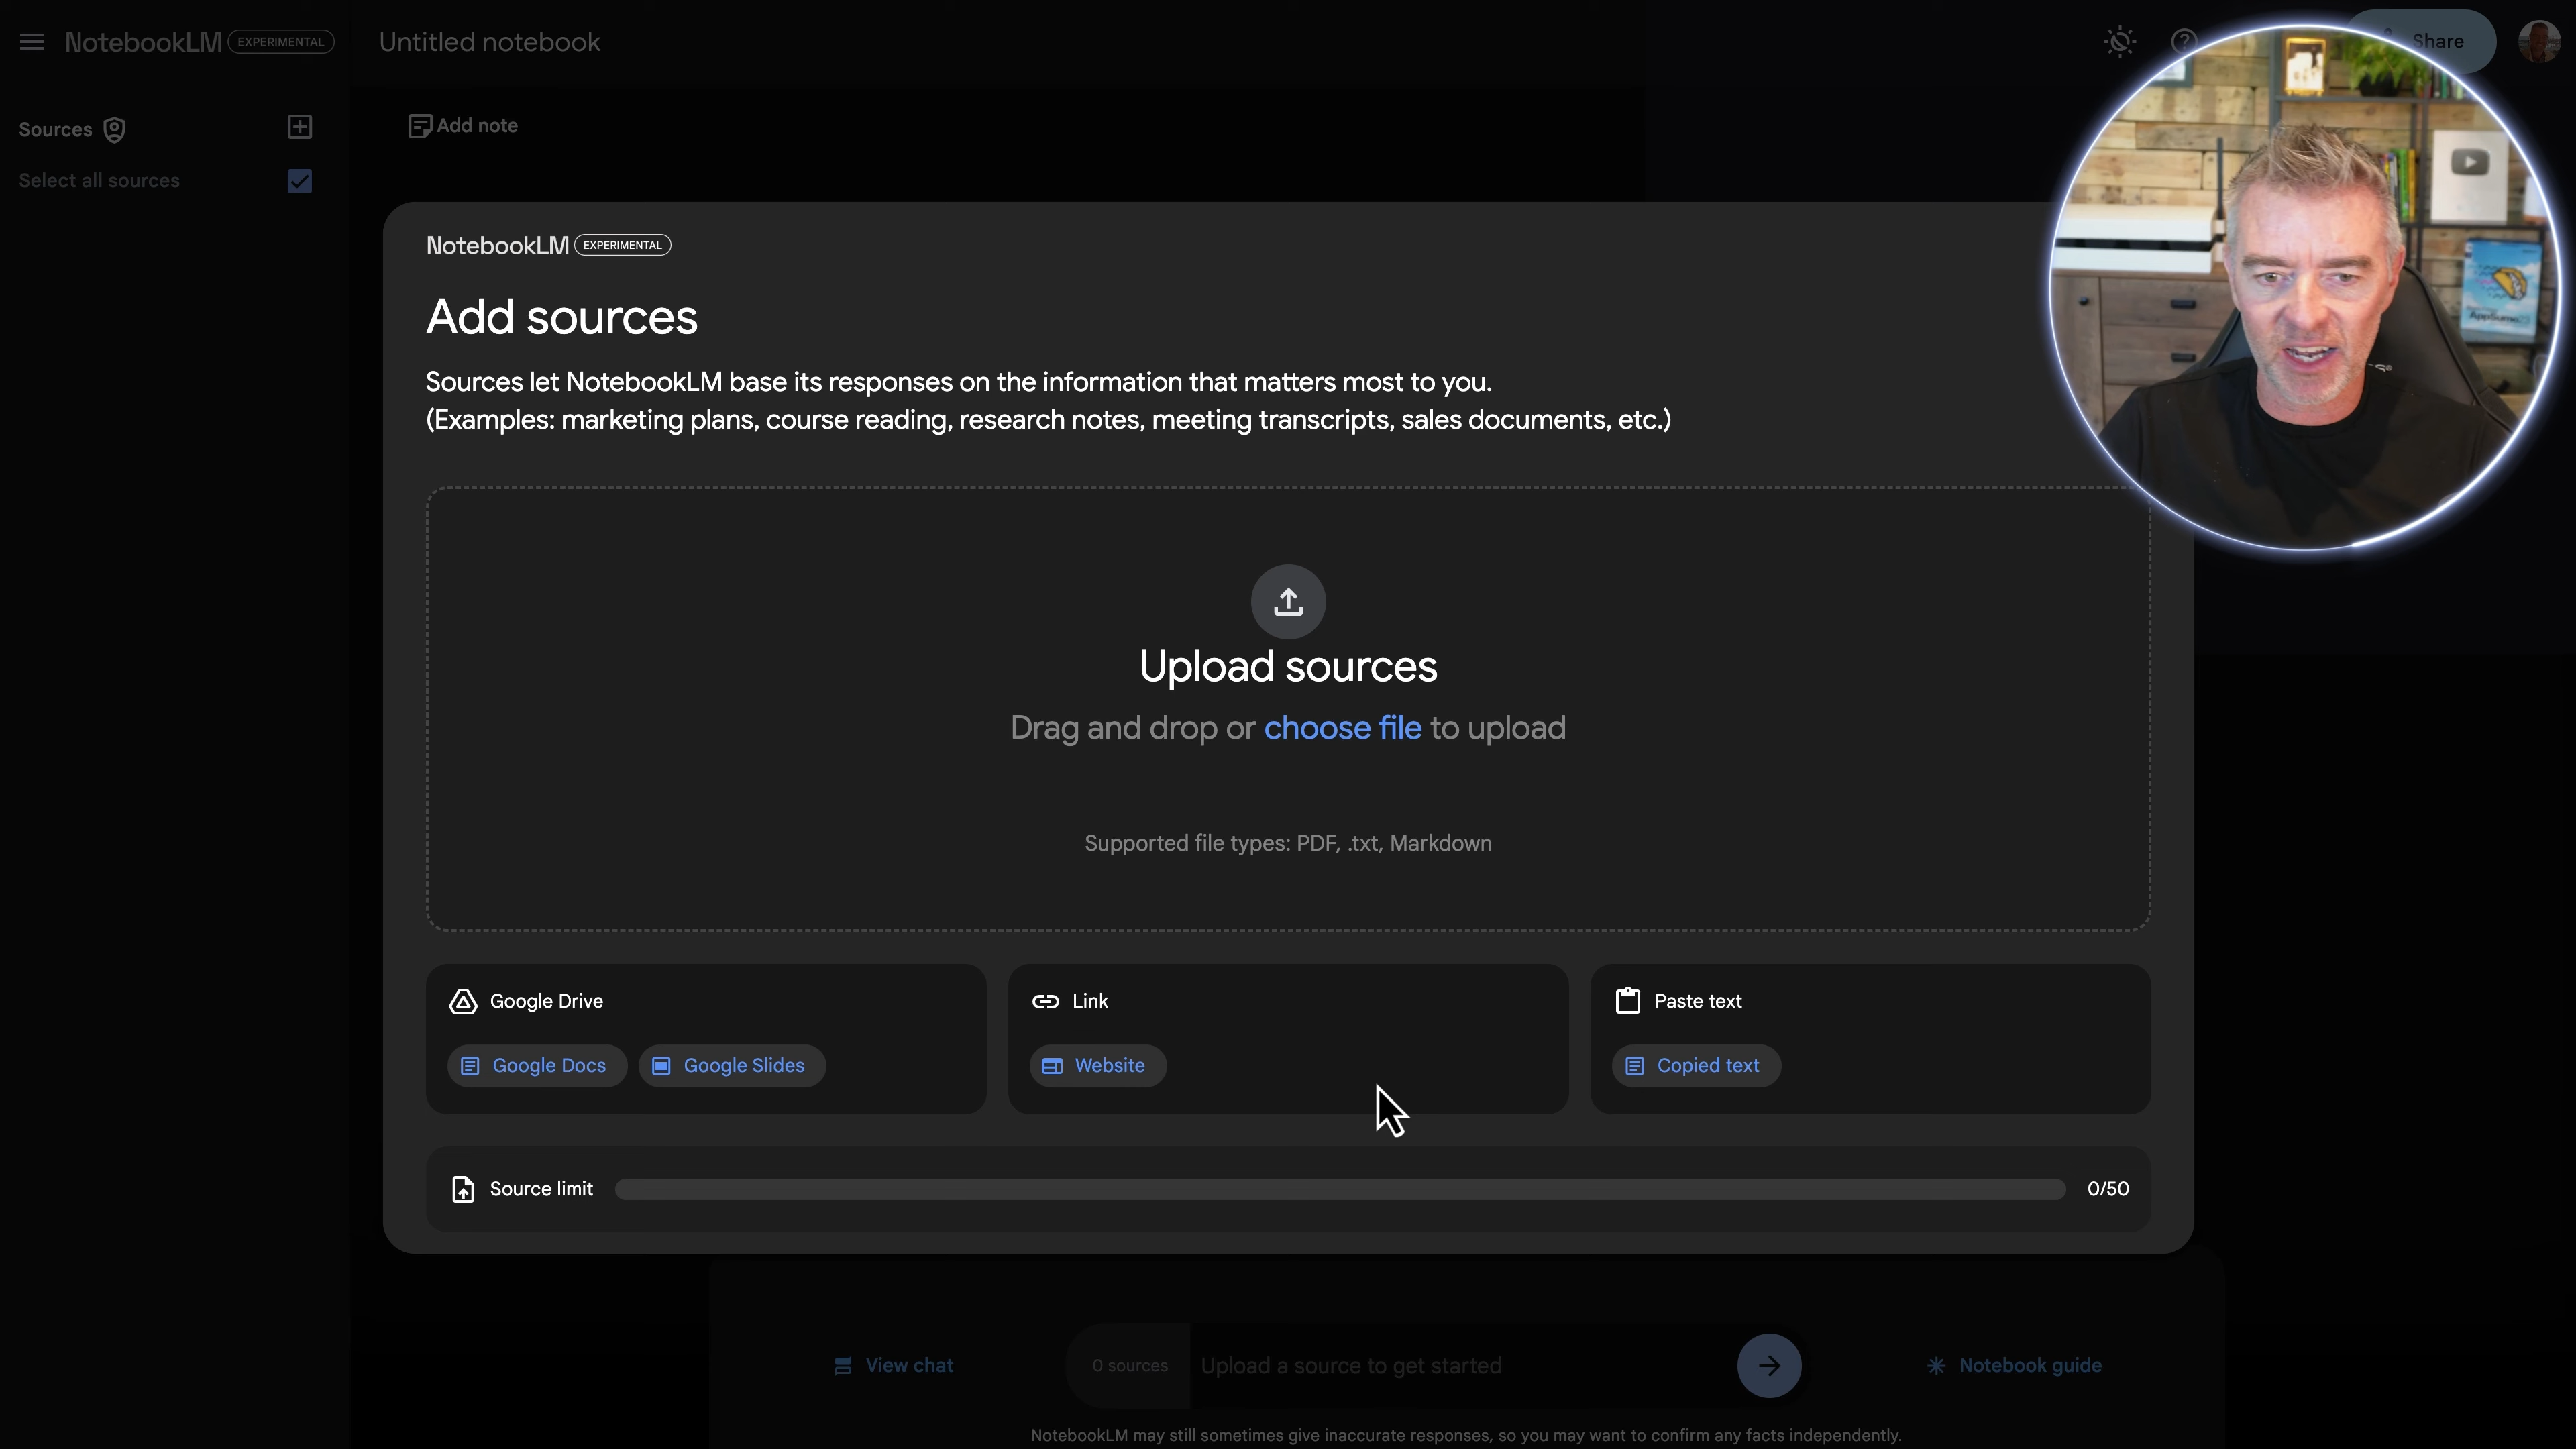 NotebookLM EXPERIMENTAL
Untitled notebook
Share
Sources
Select all sources
Add note
NotebookLM EXPERIMENTAL
Add sources
Sources let NotebookLM base its responses on the information that matters most to you.
(Examples: marketing plans, course reading, research notes, meeting transcripts, sales documents, etc.)
Upload sources
Drag and drop or choose file to upload
Supported file types: PDF, .txt, Markdown
Google Drive
Google Docs
Google Slides
Link
Website
Paste text
Copied text
Source limit
0/50
View chat
0 sources
Upload a source to get started
Notebook guide
NotebookLM may still sometimes give inaccurate responses, so you may want to confirm any facts independently.
AppSumo